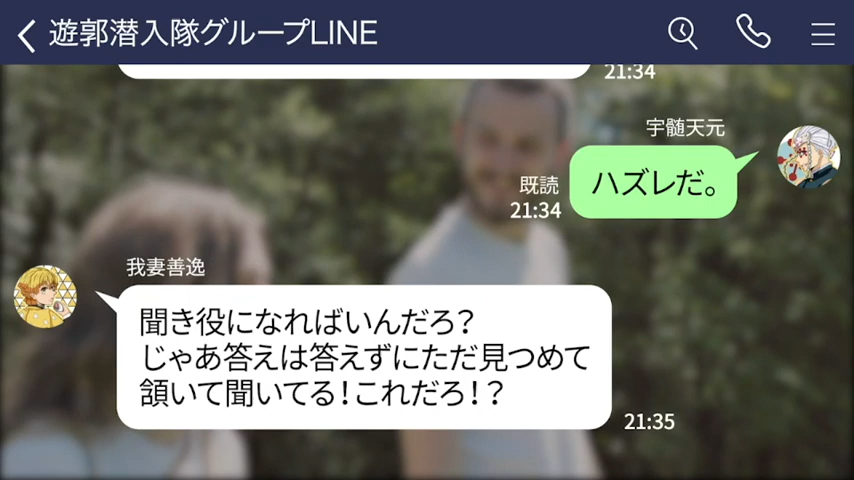 遊郭潜入隊グループLINE
21:34
宇髄天元
ハズレだ。
既読
21:34
我妻善逸
聞き役になればいんだろ?
じゃあ答えは答えずにただ見つめて
頷いて聞いてる!これだろ!?
21:35